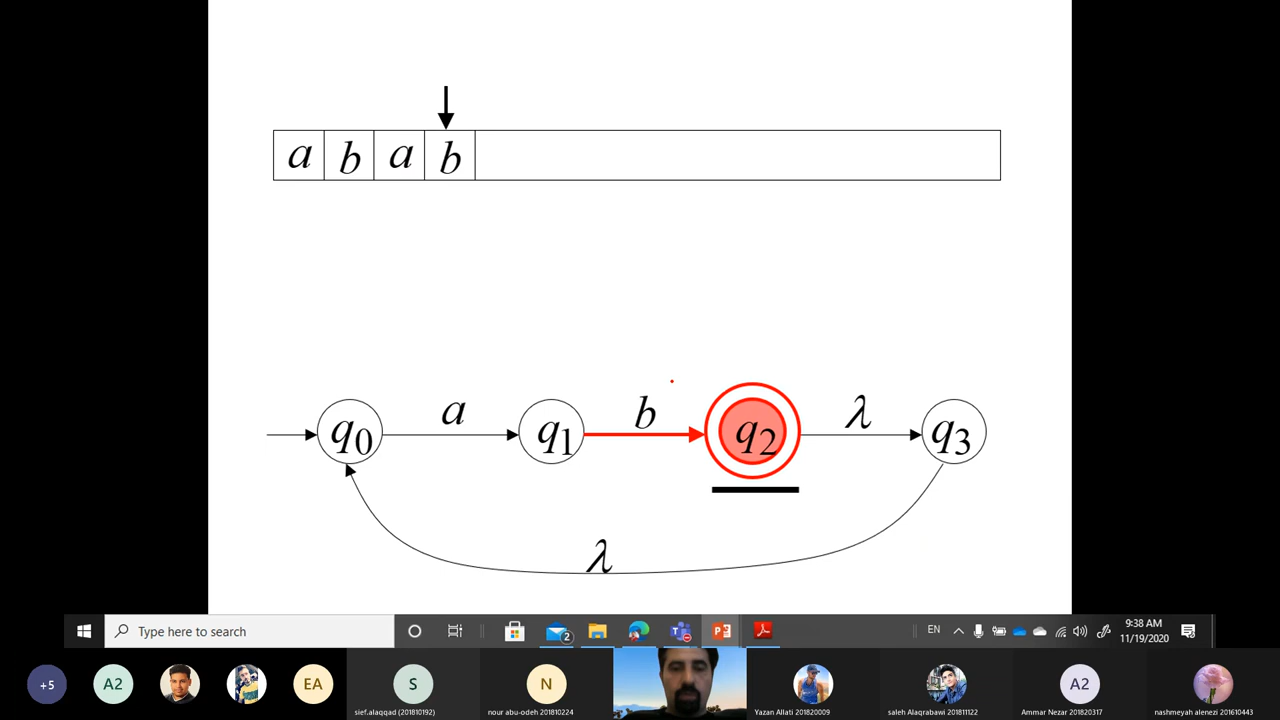 a b a b
a b λ
q0 q1 q2 q3
λ
Type here to search
2
EN
9:38 AM
11/19/2020
+5 A2 EA S N A2
sief.alaqqad (201810192) nour abu-odeh 201810224 Yazan Allati 201820009 saleh Alaqrabawi 201811122 Ammar Nezar 201820317 nashmeyah alenezi 201610443